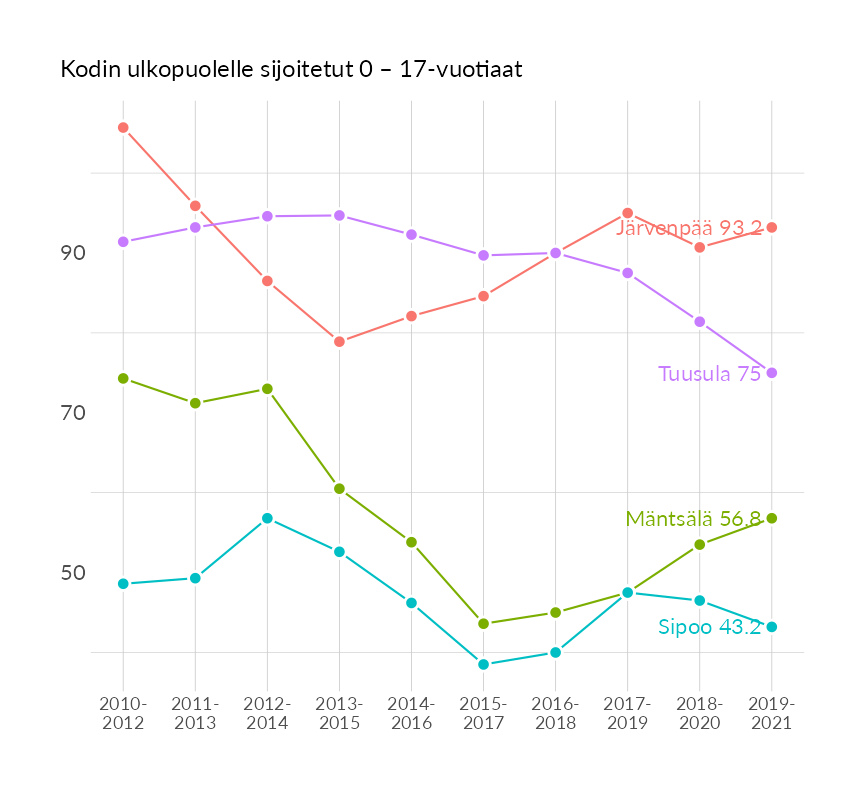 Kodin ulkopuolelle sijoitetut 0 – 17-vuotiaat
Järvenpää 93.2
90
Tuusula 75
70
Mäntsälä 56.8
50
Sipoo 43.2
2010- 2011- 2012- 2013- 2014- 2015- 2016- 2017- 2018- 2019-
2012 2013 2014 2015 2016 2017 2018 2019 2020 2021